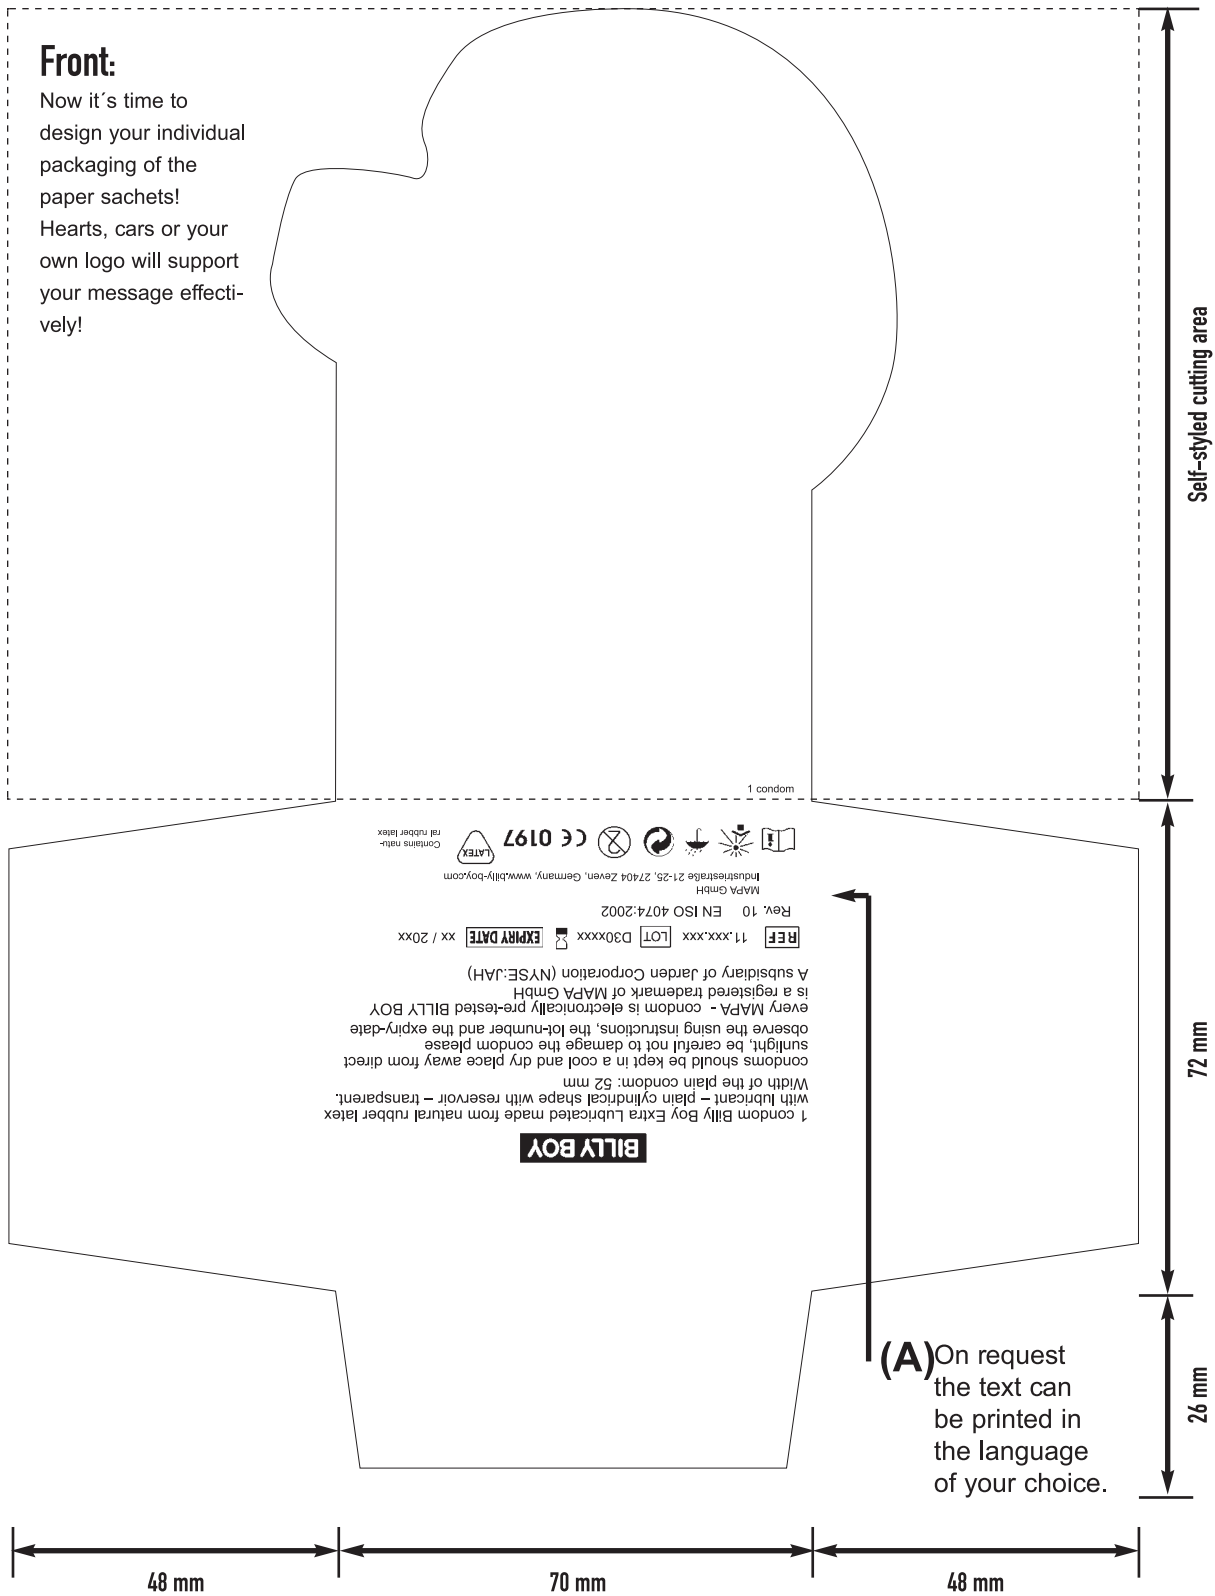 Front:
Now it´s time to
design your individual
packaging of the
paper sachets!
Hearts, cars or your
own logo will support
your message effecti-
vely!
Self-styled cutting area
1 condom
BILLY BOY
1 condom Billy Boy Extra Lubricated made from natural rubber latex
with lubricant – plain cylindrical shape with reservoir – transparent.
Width of the plain condom: 52 mm
condoms should be kept in a cool and dry place away from direct
sunlight, be careful not to damage the condom please
observe the using instructions, the lot-number and the expiry-date
every MAPA - condom is electronically pre-tested BILLY BOY
is a registered trademark of MAPA GmbH
A subsidiary of Jarden Corporation (NYSE:JAH)
REF 11.xxx.xxx LOT D30xxxx EXPIRY DATE xx / 20xx
Rev. 10 EN ISO 4074:2002
MAPA GmbH
Industriestraße 21-25, 27404 Zeven, Germany, www.billy-boy.com
2 CE 0197 LATEX
Contains natu-
ral rubber latex
72 mm
(A) On request
the text can
be printed in
the language
of your choice.
26 mm
48 mm 70 mm 48 mm